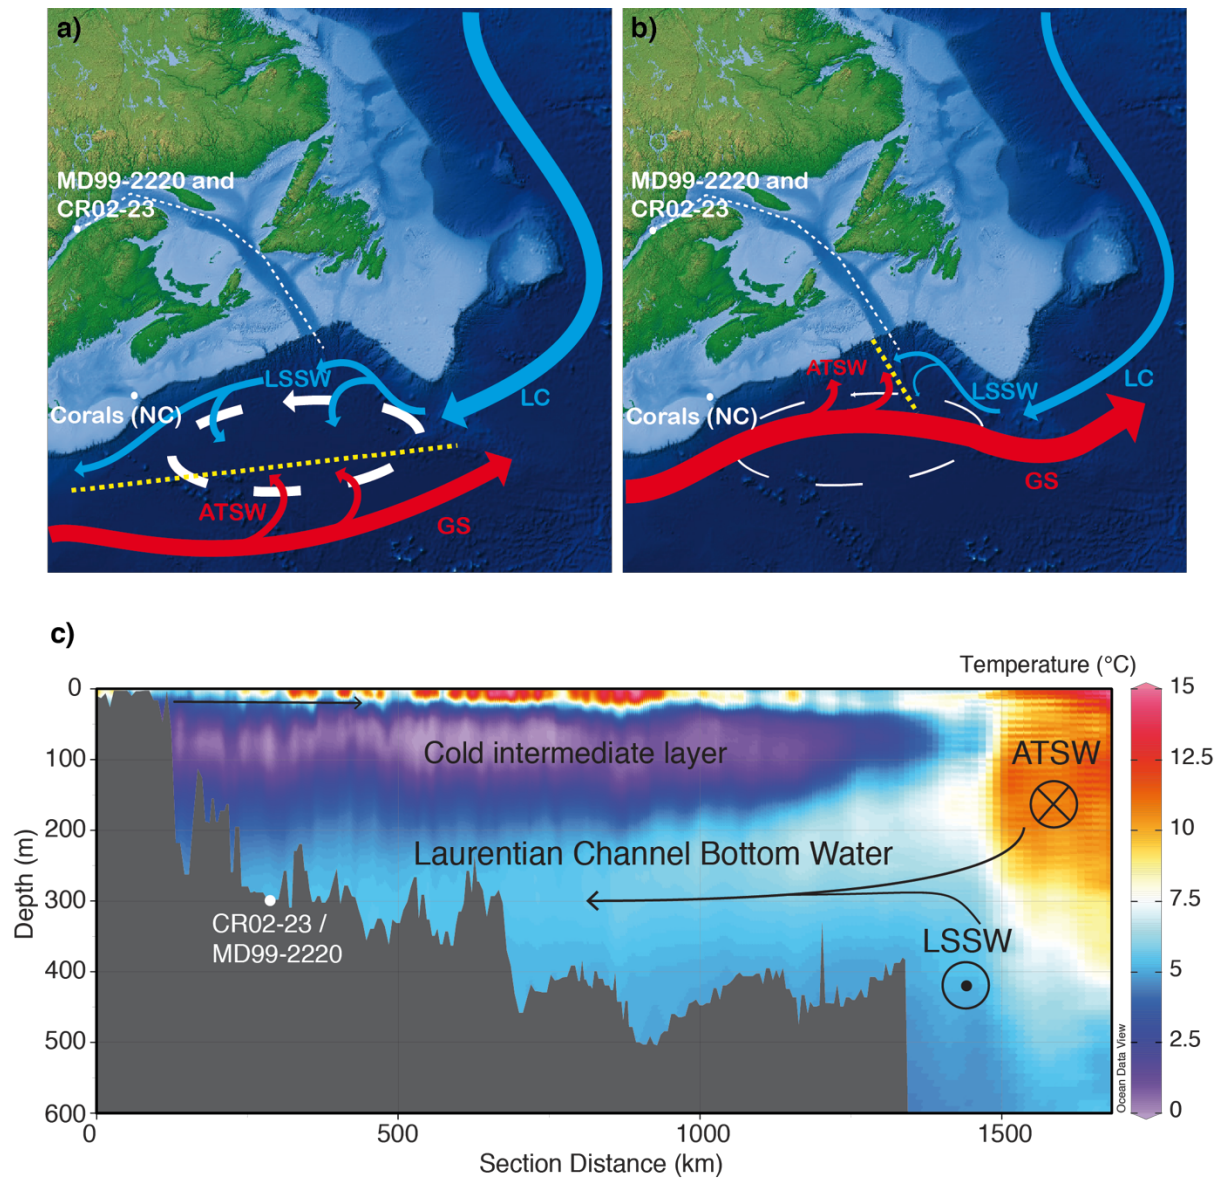 a)
MD99-2220 and
CR02-23
LSSW
LC
Corals (NC)
ATSW
GS
b)
MD99-2220 and
CR02-23
ATSW
LSSW
LC
Corals (NC)
GS
c)
Temperature (°C)
0
100
200
300
400
500
600
Depth (m)
Cold intermediate layer
ATSW
Laurentian Channel Bottom Water
CR02-23 /
MD99-2220
LSSW
Ocean Data View
15
12.5
10
7.5
5
2.5
0
0
500
1000
1500
Section Distance (km)